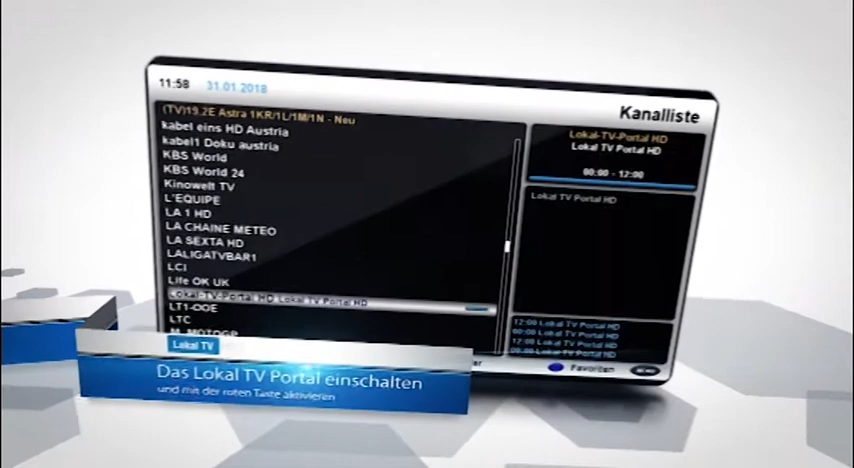 11:58 31.01.2018
Kanalliste
(TV)19.2E Astra 1KR/1L/1M/1N - Neu
kabel eins HD Austria
kabel1 Doku austria
KBS World
KBS World 24
Kinowelt TV
L'EQUIPE
LA 1 HD
LA CHAINE METEO
LA SEXTA HD
LALIGATVBAR1
LCI
Life OK UK
Lokal-TV-Portal HD Lokal TV Portal HD
LT1-OOE
LTC
M. MOTOGP
Lokal-TV-Portal HD
Lokal TV Portal HD
00:00 - 12:00
Lokal TV Portal HD
12:00 Lokal TV Portal HD
00:00 Lokal TV Portal HD
12:00 Lokal TV Portal HD
00:00 Lokal TV Portal HD
Favoriten
Lokal TV
Das Lokal TV Portal einschalten
und mit der roten Taste aktivieren